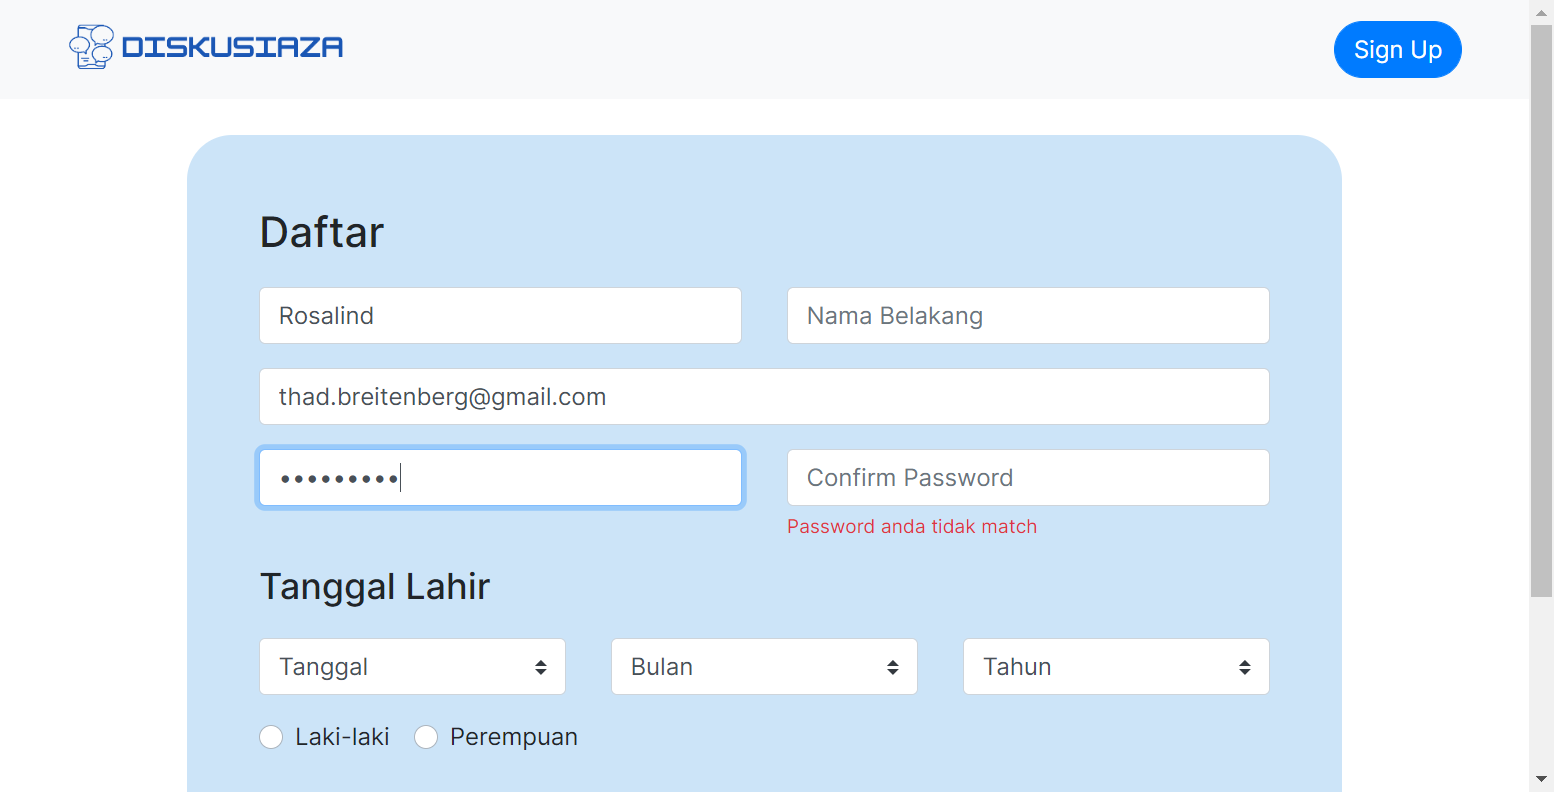 DISKUSIAZA
Sign Up
Daftar
Rosalind
Nama Belakang
thad.breitenberg@gmail.com
•••••••••
Confirm Password
Password anda tidak match
Tanggal Lahir
Tanggal
Bulan
Tahun
Laki-laki
Perempuan